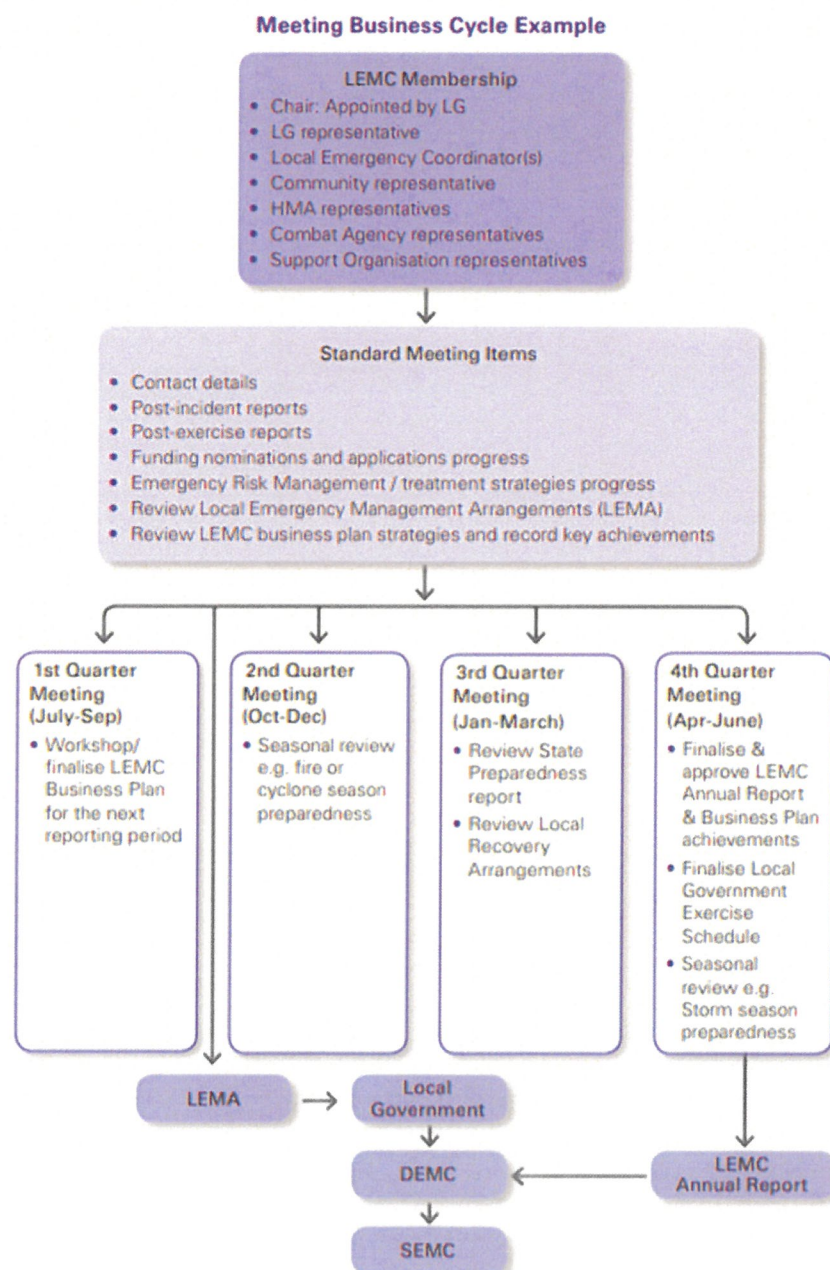 Meeting Business Cycle Example
LEMC Membership
• Chair: Appointed by LG
• LG representative
• Local Emergency Coordinator(s)
• Community representative
• HMA representatives
• Combat Agency representatives
• Support Organisation representatives
Standard Meeting Items
• Contact details
• Post-incident reports
• Post-exercise reports
• Funding nominations and applications progress
• Emergency Risk Management / treatment strategies progress
• Review Local Emergency Management Arrangements (LEMA)
• Review LEMC business plan strategies and record key achievements
1st Quarter
Meeting
(July-Sep)
• Workshop/
finalise LEMC
Business Plan
for the next
reporting period
2nd Quarter
Meeting
(Oct-Dec)
• Seasonal review
e.g. fire or
cyclone season
preparedness
3rd Quarter
Meeting
(Jan-March)
• Review State
Preparedness
report
• Review Local
Recovery
Arrangements
4th Quarter
Meeting
(Apr-June)
• Finalise &
approve LEMC
Annual Report
& Business Plan
achievements
• Finalise Local
Government
Exercise
Schedule
• Seasonal
review e.g.
Storm season
preparedness
LEMA
Local
Government
DEMC
LEMC
Annual Report
SEMC